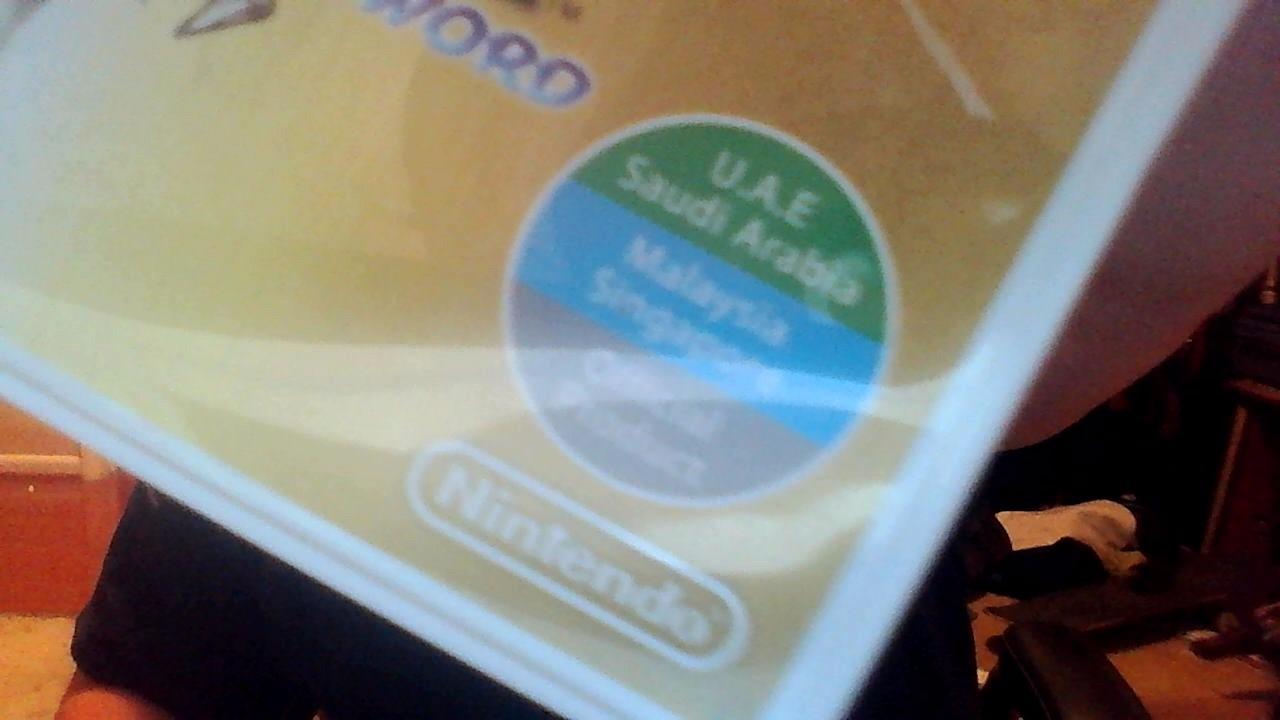 WORD
U.A.E
Saudi Arabia
Malaysia
Singapore
Official
Product
Nintendo